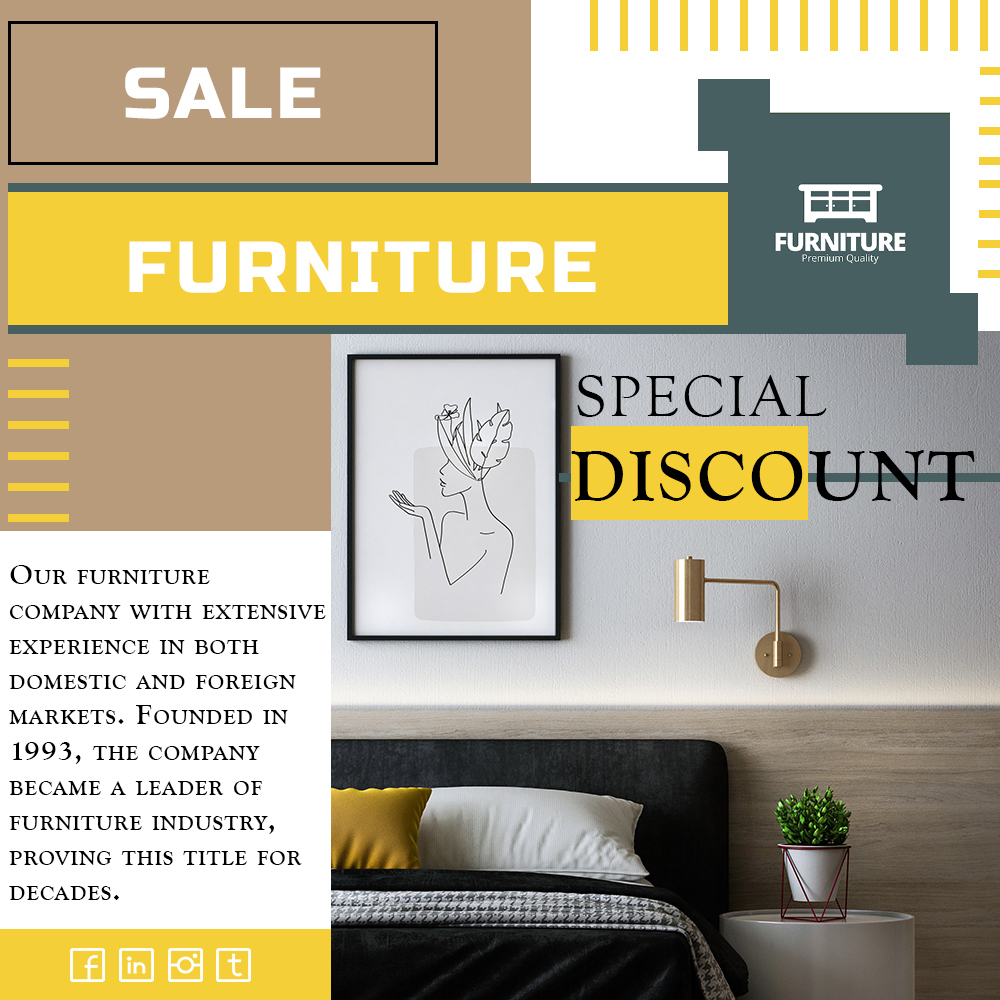 SALE
FURNITURE
FURNITURE
Premium Quality
SPECIAL
DISCOUNT
Our furniture
company with extensive
experience in both
domestic and foreign
markets. Founded in
1993, the company
became a leader of
furniture industry,
proving this title for
decades.
f in t